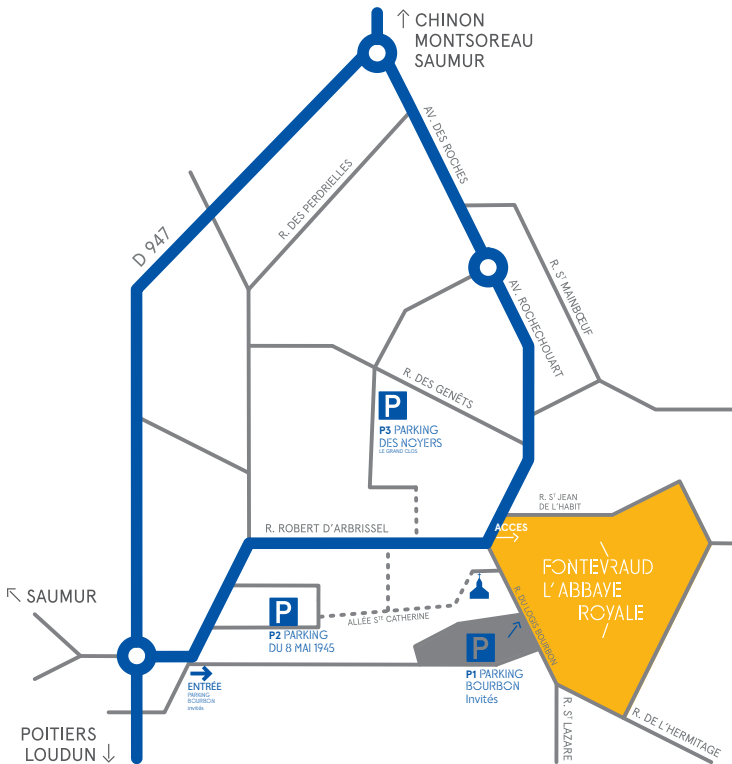 ↑ CHINON
MONTSOREAU
SAUMUR
AV. DES ROCHES
R. DES PERDRIELLES
D 947
R. Sᵀ MAINBŒUF
AV. ROCHECHOUART
R. DES GENÊTS
P
P3 PARKING
DES NOYERS
LE GRAND CLOS
R. Sᵀ JEAN
DE L'HABIT
R. ROBERT D'ARBRISSEL
ACCES
→
FONTEVRAUD
L'ABBAYE
ROYALE
↖ SAUMUR
P
P2 PARKING
DU 8 MAI 1945
ALLÉE Sᵀᴱ CATHERINE
R. DU LOGIS BOURBON
P
P1 PARKING
BOURBON
Invités
→
ENTRÉE
PARKING
BOURBON
Invités
R. Sᵀ LAZARE
R. DE L'HERMITAGE
POITIERS
LOUDUN ↓